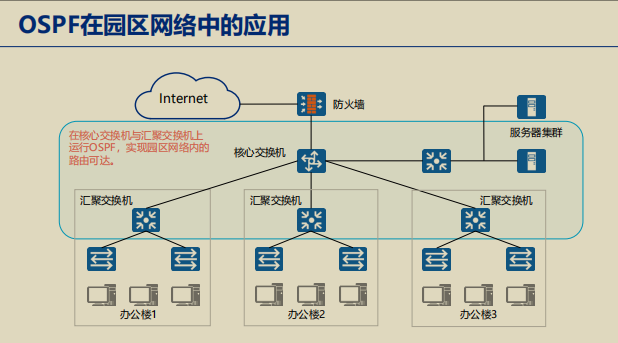 OSPF在园区网络中的应用
Internet
防火墙
在核心交换机与汇聚交换机上
运行OSPF，实现园区网络内的
路由可达。
核心交换机
服务器集群
汇聚交换机
汇聚交换机
汇聚交换机
办公楼1
办公楼2
办公楼3